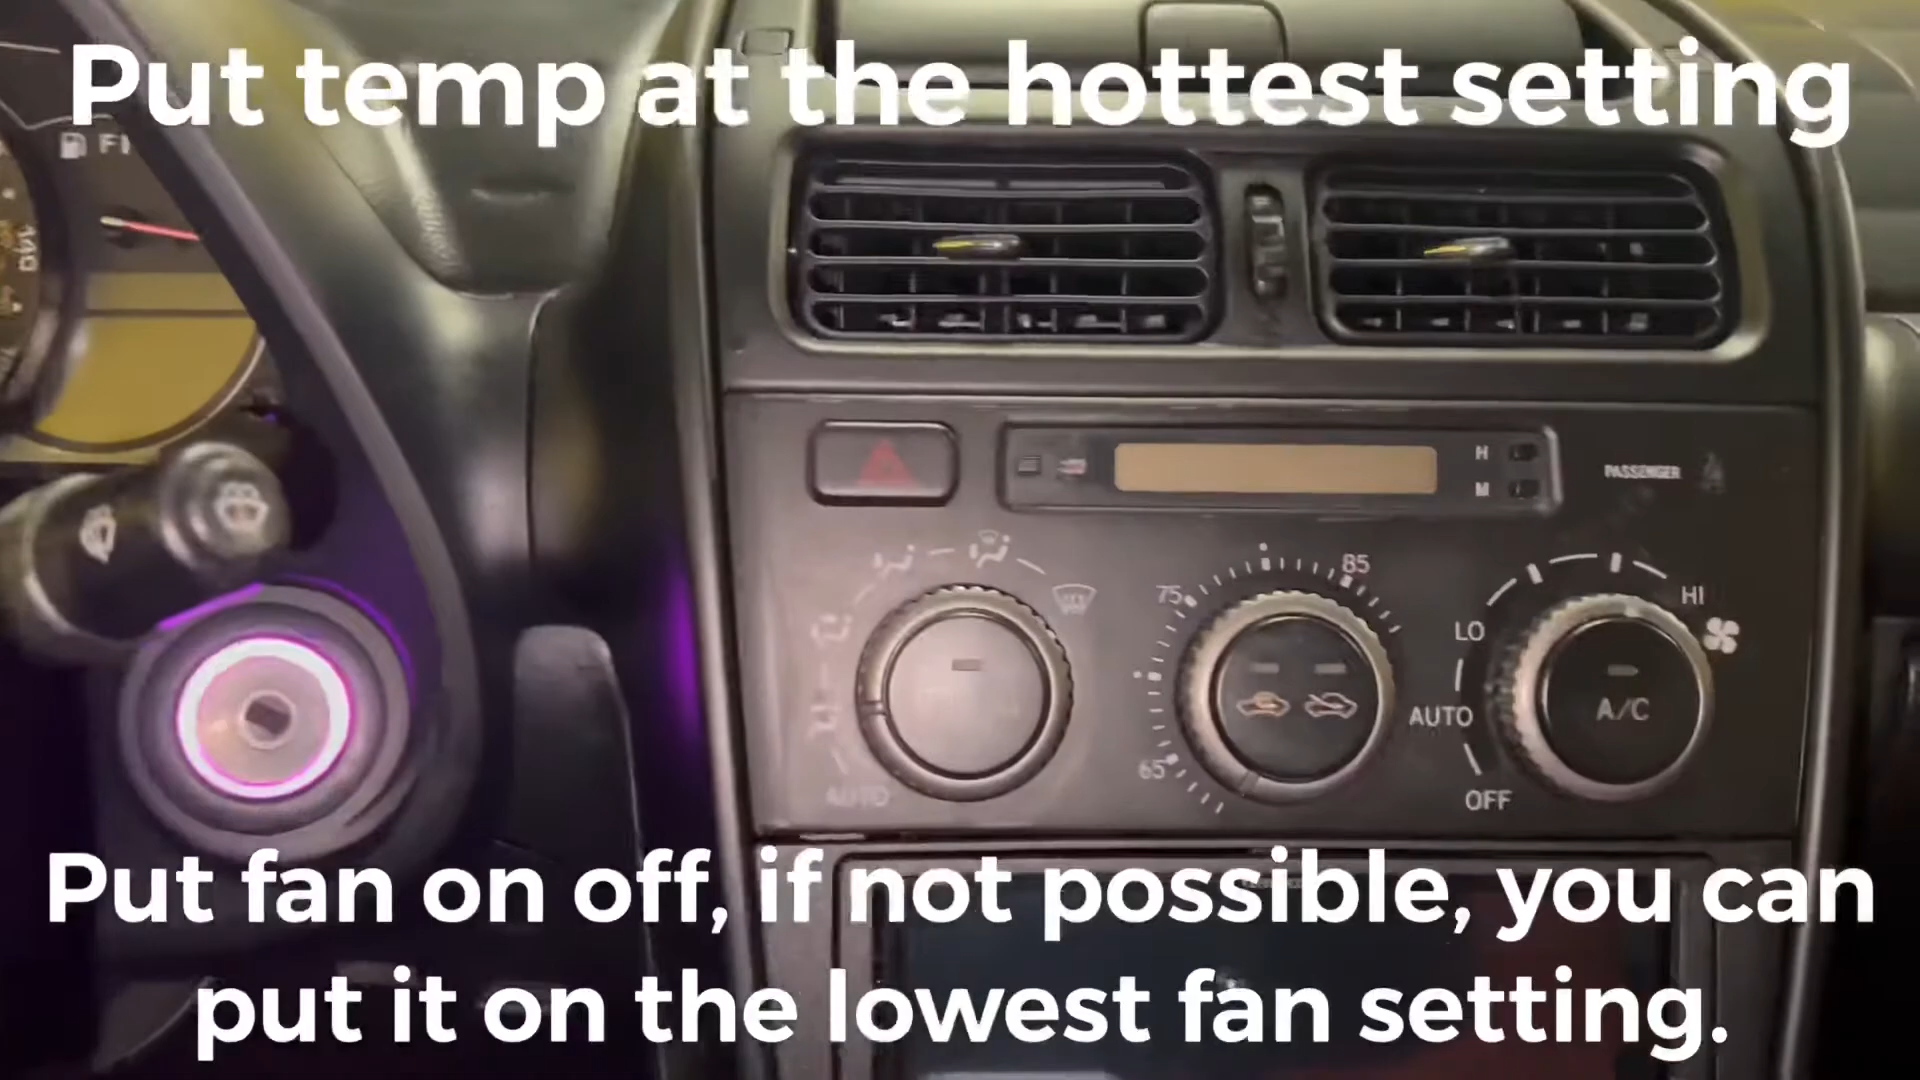 Put temp at the hottest setting
F
140
H
M
PASSENGER
75
85
65
AUTO
LO
HI
AUTO
OFF
A/C
Put fan on off, if not possible, you can
put it on the lowest fan setting.